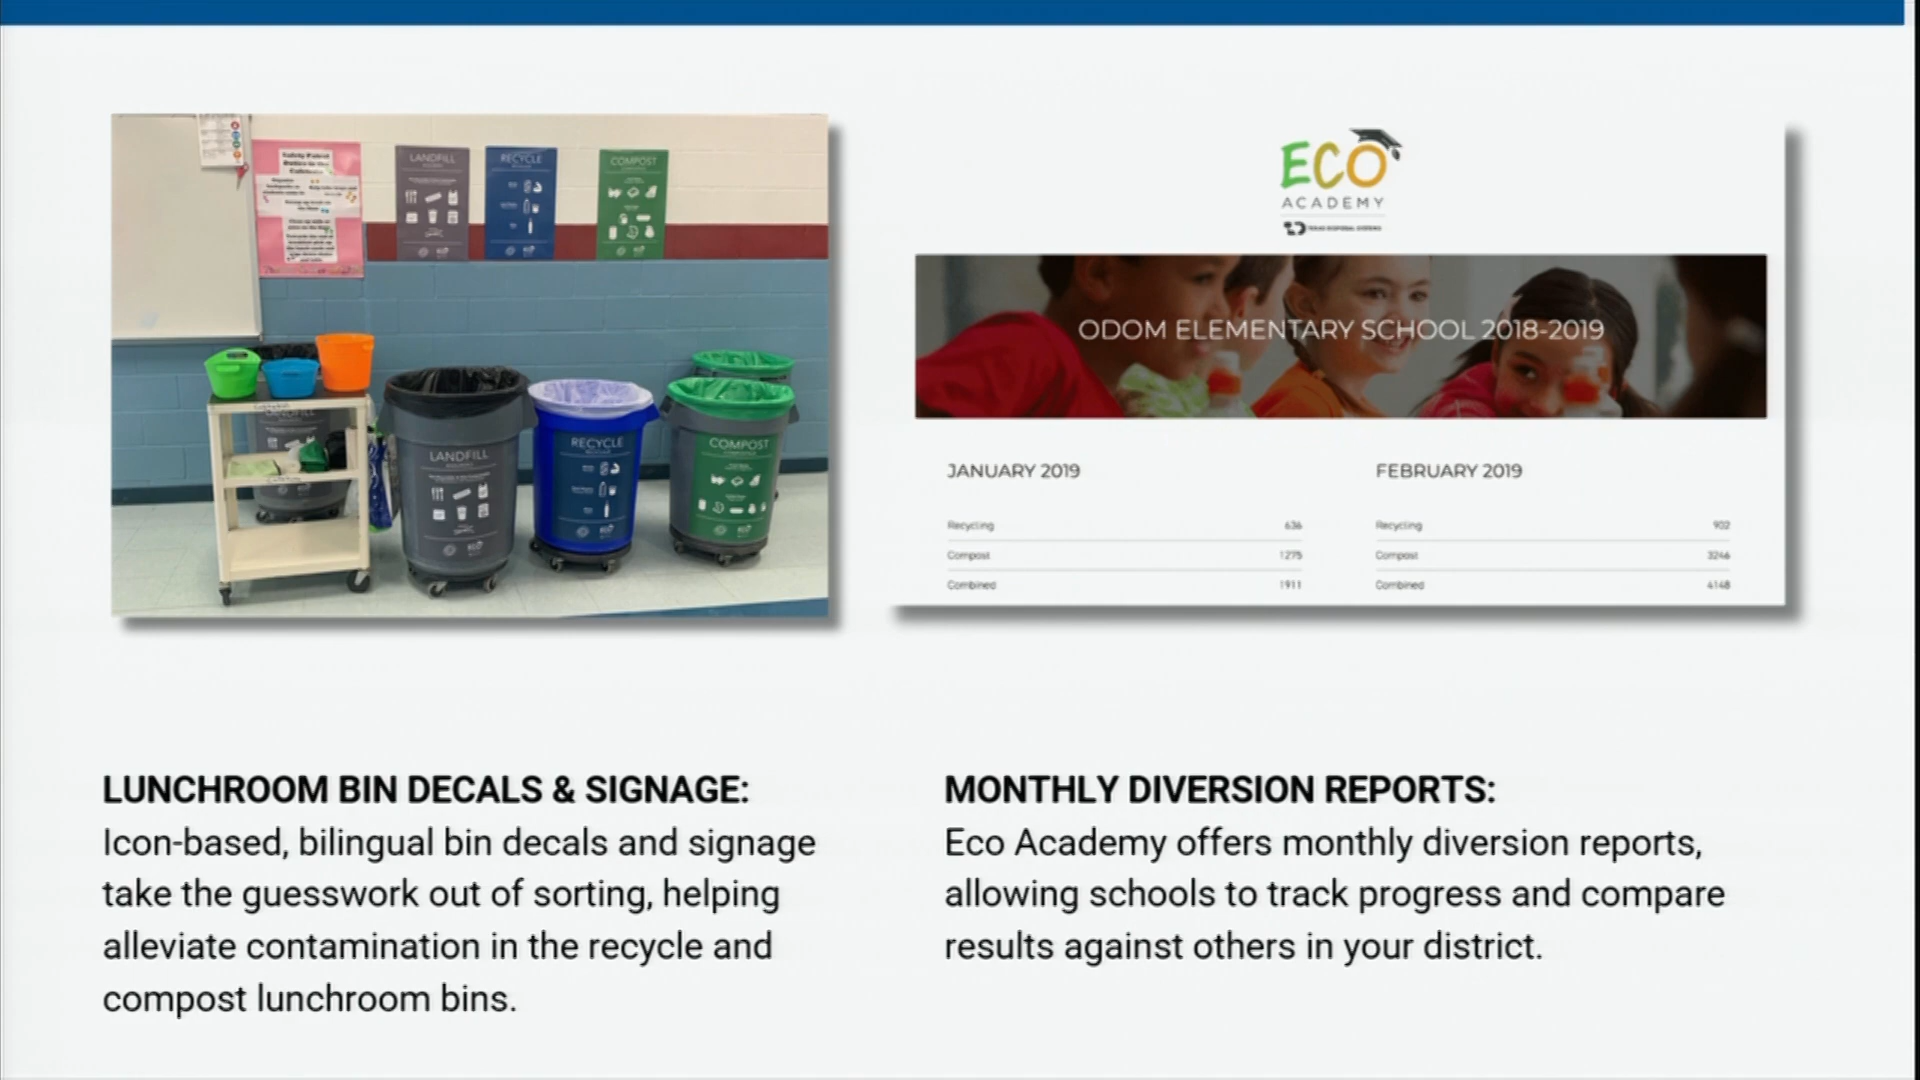 LANDFILL
RECYCLE
COMPOST
LANDFILL
LANDFILL
RECYCLE
COMPOST
ECO
ACADEMY
TEXAS DISPOSAL SYSTEMS
ODOM ELEMENTARY SCHOOL 2018-2019
JANUARY 2019
Recycling 636
Compost 1275
Combined 1911
FEBRUARY 2019
Recycling 902
Compost 3246
Combined 4148
LUNCHROOM BIN DECALS & SIGNAGE:
Icon-based, bilingual bin decals and signage
take the guesswork out of sorting, helping
alleviate contamination in the recycle and
compost lunchroom bins.
MONTHLY DIVERSION REPORTS:
Eco Academy offers monthly diversion reports,
allowing schools to track progress and compare
results against others in your district.